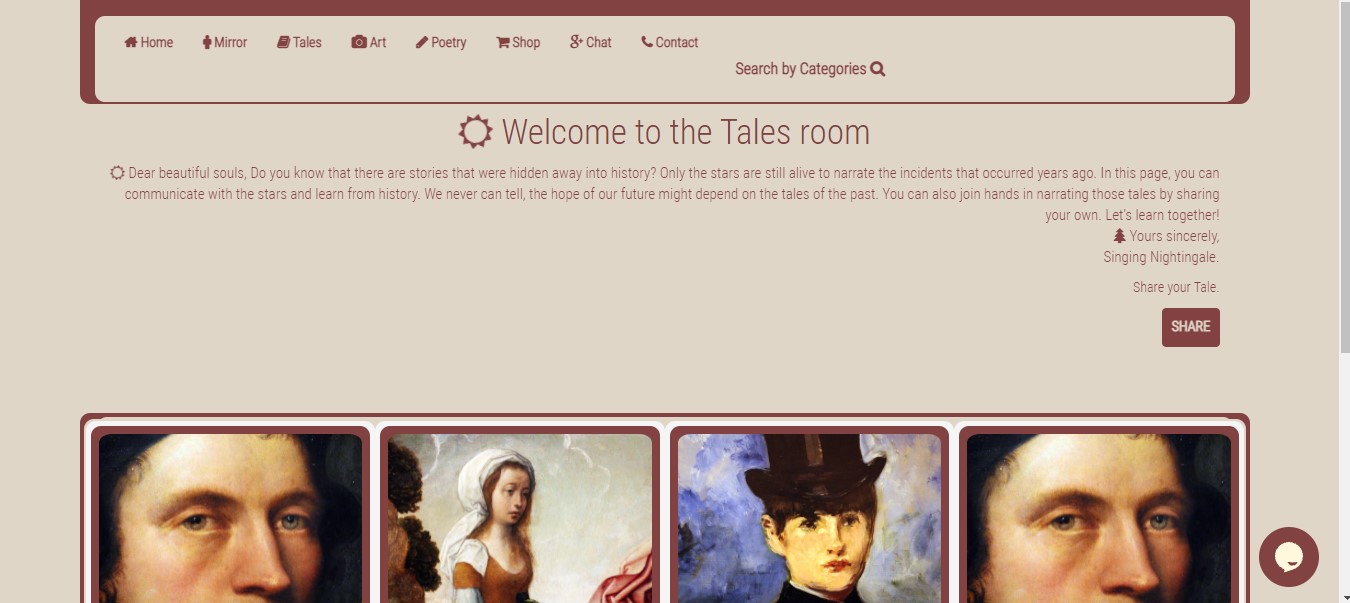 Home Mirror Tales Art Poetry Shop Chat Contact
Search by Categories
Welcome to the Tales room
Dear beautiful souls, Do you know that there are stories that were hidden away into history? Only the stars are still alive to narrate the incidents that occurred years ago. In this page, you can
communicate with the stars and learn from history. We never can tell, the hope of our future might depend on the tales of the past. You can also join hands in narrating those tales by sharing
your own. Let's learn together!
Yours sincerely,
Singing Nightingale.
Share your Tale.
SHARE